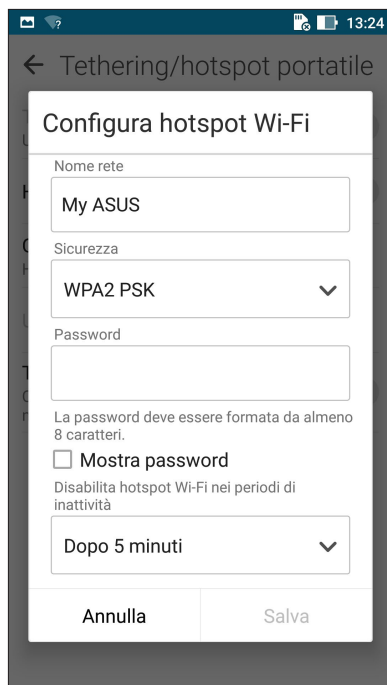 13:24
Tethering/hotspot portatile
Configura hotspot Wi-Fi
Nome rete
My ASUS
Sicurezza
WPA2 PSK
Password
La password deve essere formata da almeno
8 caratteri.
Mostra password
Disabilita hotspot Wi-Fi nei periodi di
inattività
Dopo 5 minuti
Annulla
Salva